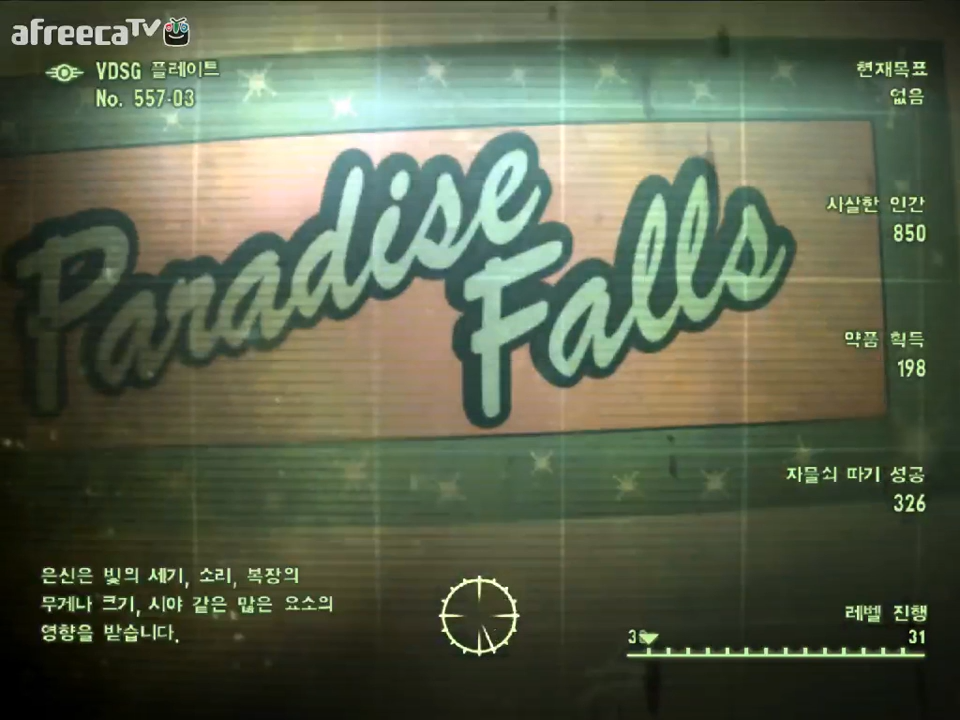 afreecaTV
VDSG 플레이트
No. 557-03
현재목표
없음
Paradise
Falls
사살한 인간
850
약품 획득
198
자물쇠 따기 성공
326
은신은 빛의 세기, 소리, 복장의
무게나 크기, 시야 같은 많은 요소의
영향을 받습니다.
레벨 진행
31